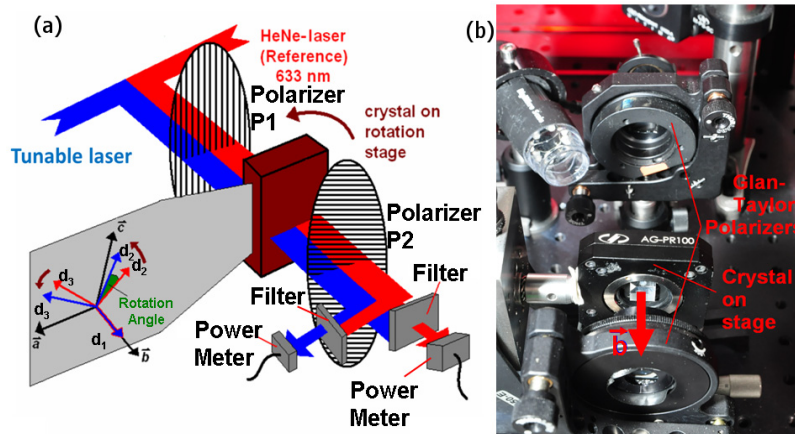 (a)
HeNe-laser
(Reference)
633 nm
Polarizer
P1
crystal on
rotation
stage
Tunable laser
Polarizer
P2
c
d₂
d₂
d₃
d₃
Rotation
Angle
a
d₁
b
Filter
Filter
Power
Meter
Power
Meter
(b)
Glan-
Taylor
Polarizers
AG-PR100
Crystal
on
stage
b